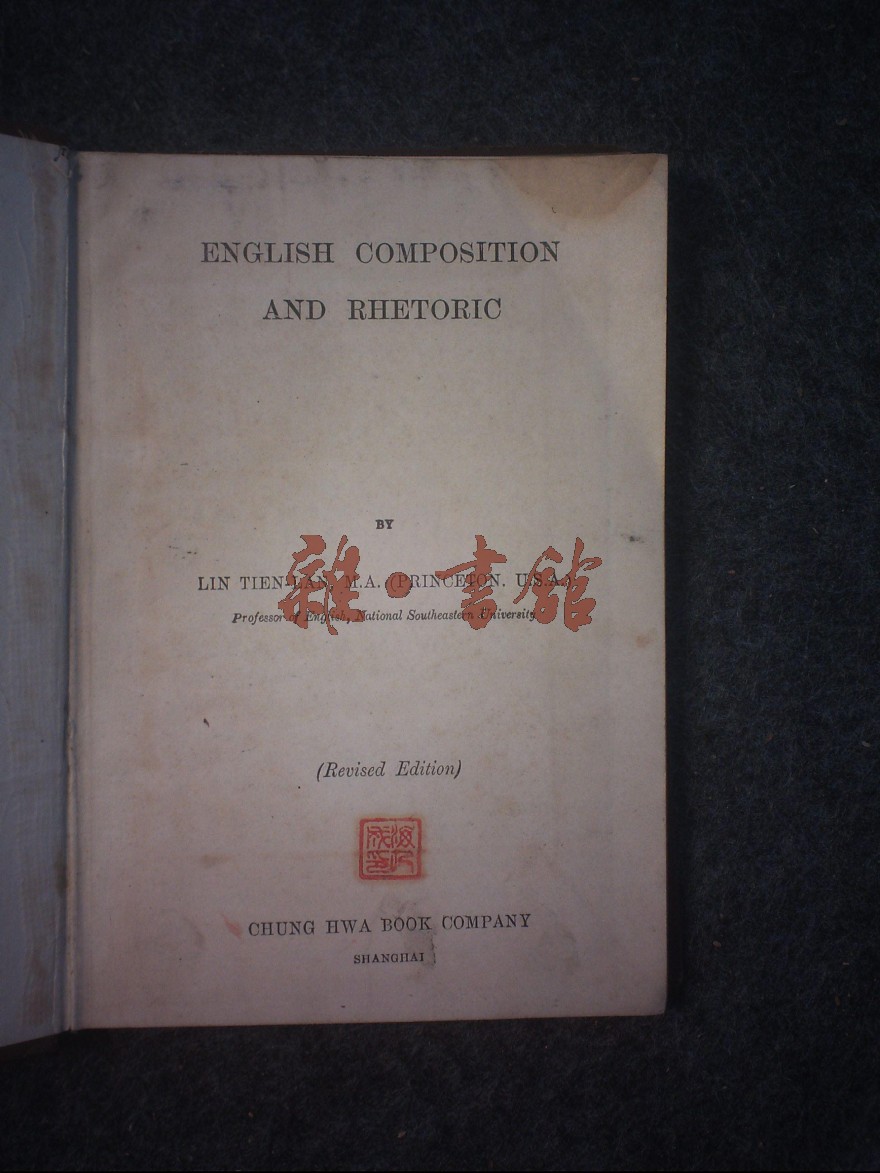 ENGLISH COMPOSITION
AND RHETORIC
BY
LIN TIEN-LAN, M.A. (PRINCETON, U.S.A.)
Professor of English, National Southeastern University
雜·書館
(Revised Edition)
CHUNG HWA BOOK COMPANY
SHANGHAI